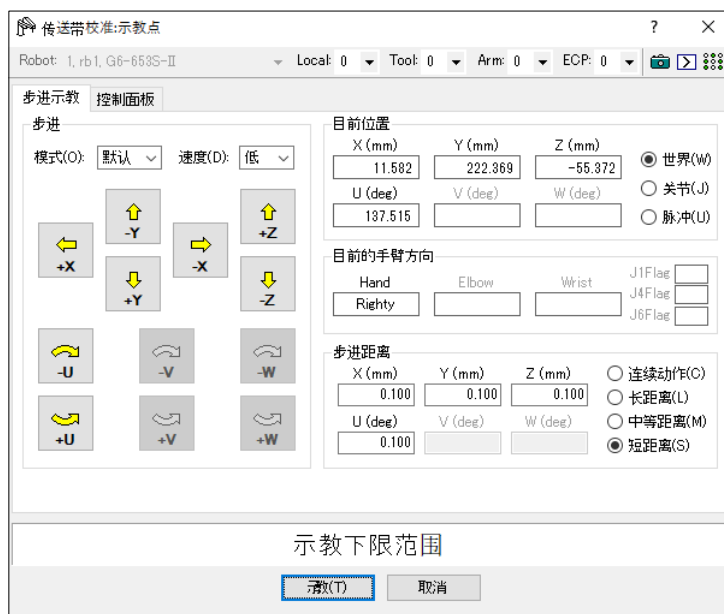 传送带校准:示教点 ?
Robot: 1, rb1, G6-653S-II Local: 0 Tool: 0 Arm: 0 ECP: 0
步进示教 控制面板
步进
模式(O): 默认 速度(D): 低
-Y +Z
+X -X
+Y -Z
-U -V -W
+U +V +W
目前位置
X (mm) Y (mm) Z (mm)
11.582 222.369 -55.372
U (deg) V (deg) W (deg)
137.515
世界(W)
关节(J)
脉冲(U)
目前的手臂方向
Hand Elbow Wrist
Righty
J1Flag
J4Flag
J6Flag
步进距离
X (mm) Y (mm) Z (mm)
0.100 0.100 0.100
U (deg) V (deg) W (deg)
0.100
连续动作(C)
长距离(L)
中等距离(M)
短距离(S)
示教下限范围
示教(T) 取消